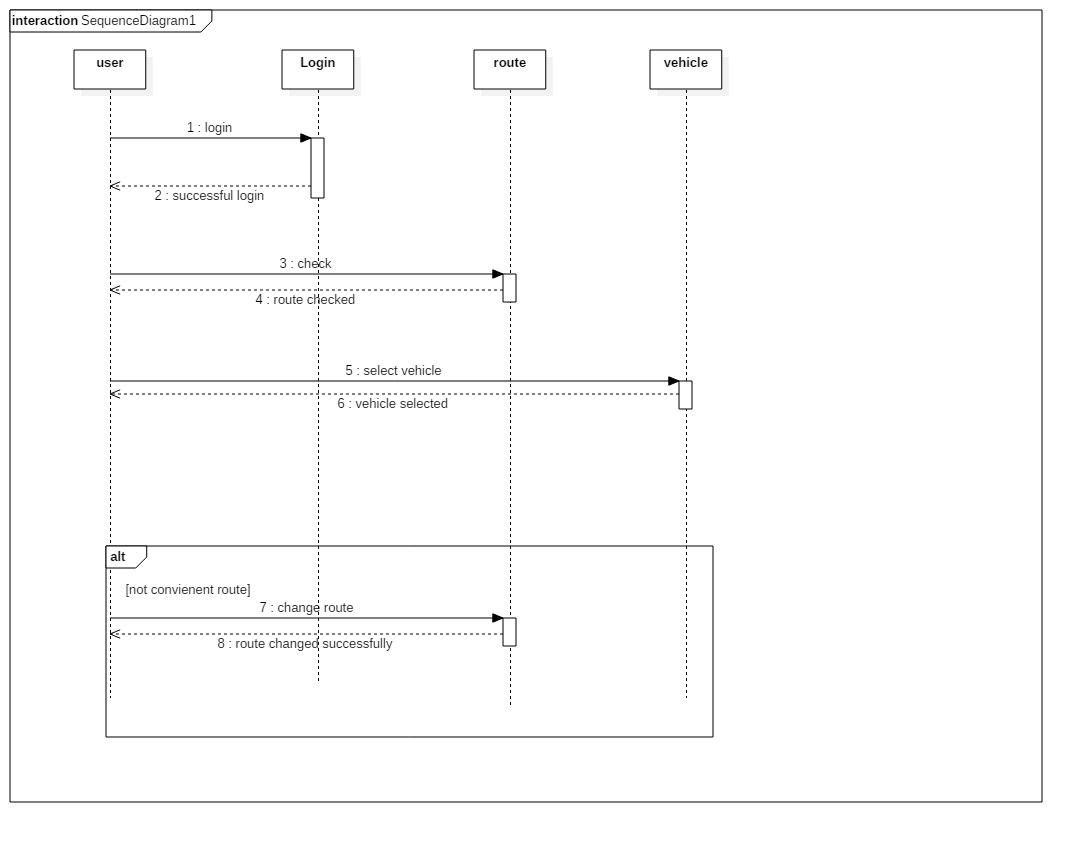 interaction SequenceDiagram1
user
Login
route
vehicle
1 : login
2 : successful login
3 : check
4 : route checked
5 : select vehicle
6 : vehicle selected
alt
[not convienent route]
7 : change route
8 : route changed successfully